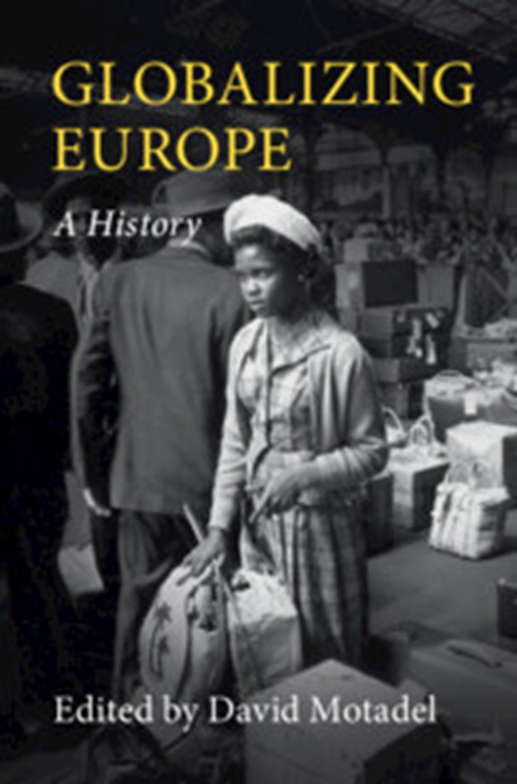 GLOBALIZING
EUROPE
A History
Edited by David Motadel